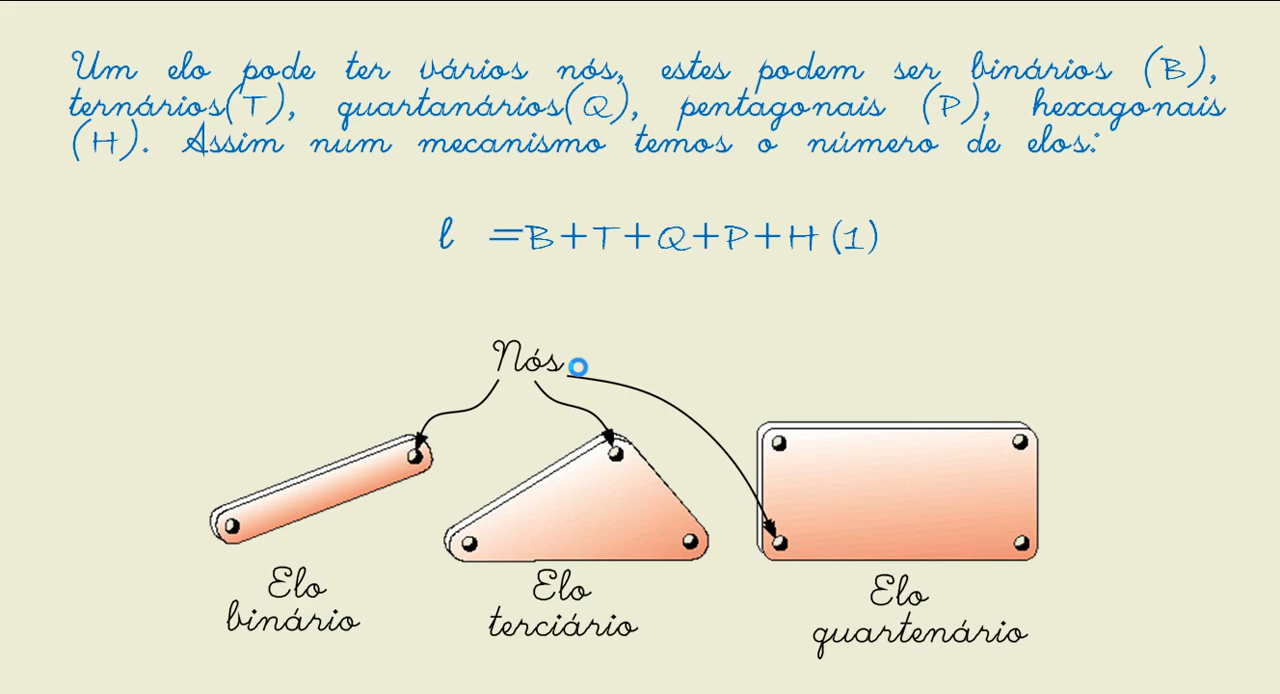 Um elo pode ter vários nós, estes podem ser binários (B),
ternários(T), quartanários(Q), pentagonais (P), hexagonais
(H). Assim num mecanismo temos o número de elos:
l =B+T+Q+P+H (1)
Nós
Elo
binário
Elo
terciário
Elo
quartenário